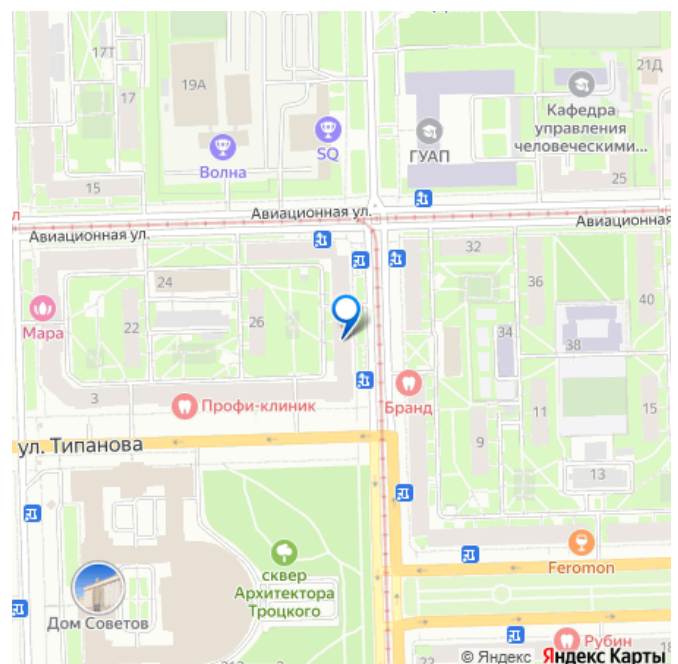 17Т
17
19А
21Д
Кафедра
управления
человеческими...
ГУАП
SQ
Волна
25
15
Авиационная ул.
Авиационная ул.
Авиационная
32
24
36
40
22
26
34
38
Мара
3
Профи-клиник
Бранд
11
15
9
ул. Типанова
13
Feromon
сквер
Архитектора
Троцкого
Дом Советов
Рубин
22
© Яндекс Яндекс Карты